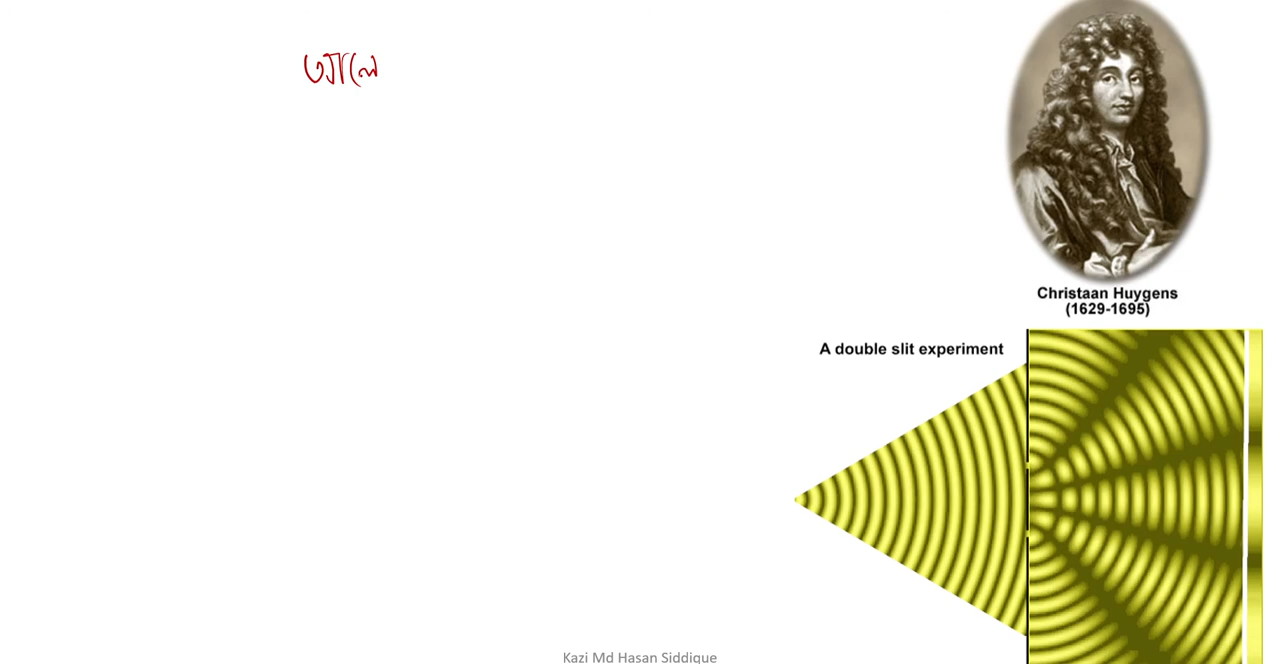 আলো
Christaan Huygens
(1629-1695)
A double slit experiment
Kazi Md Hasan Siddique